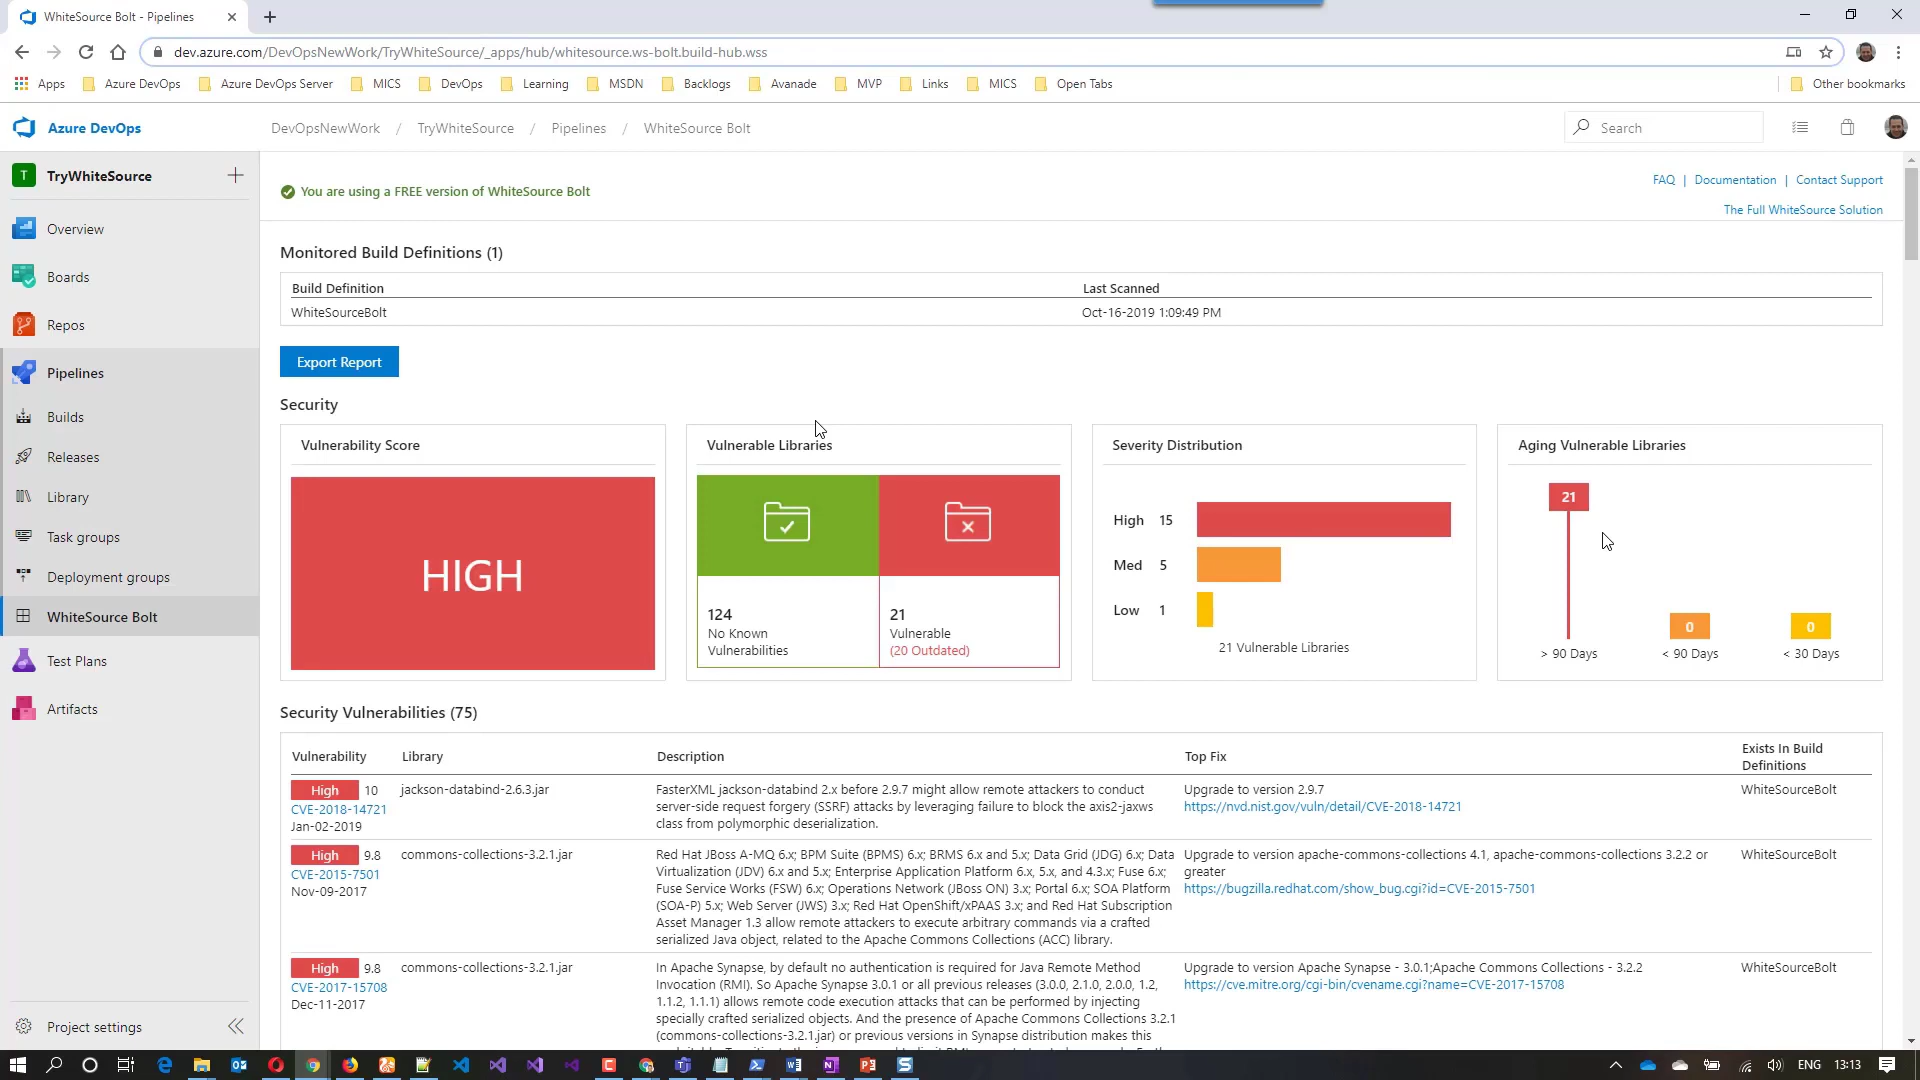 WhiteSource Bolt - Pipelines
dev.azure.com/DevOpsNewWork/TryWhiteSource/_apps/hub/whitesource.ws-bolt.build-hub.wss
Apps Azure DevOps Azure DevOps Server MICS DevOps Learning MSDN Backlogs Avanade MVP Links MICS Open Tabs Other bookmarks
Azure DevOps
DevOpsNewWork / TryWhiteSource / Pipelines / WhiteSource Bolt
Search
T TryWhiteSource
Overview
Boards
Repos
Pipelines
Builds
Releases
Library
Task groups
Deployment groups
WhiteSource Bolt
Test Plans
Artifacts
Project settings
You are using a FREE version of WhiteSource Bolt
FAQ | Documentation | Contact Support
The Full WhiteSource Solution
Monitored Build Definitions (1)
Build Definition Last Scanned
WhiteSourceBolt Oct-16-2019 1:09:49 PM
Export Report
Security
Vulnerability Score
HIGH
Vulnerable Libraries
124
No Known
Vulnerabilities
21
Vulnerable
(20 Outdated)
Severity Distribution
High 15
Med 5
Low 1
21 Vulnerable Libraries
Aging Vulnerable Libraries
21
0
0
> 90 Days < 90 Days < 30 Days
Security Vulnerabilities (75)
Vulnerability Library Description Top Fix Exists In Build
Definitions
High 10
CVE-2018-14721
Jan-02-2019
jackson-databind-2.6.3.jar
FasterXML jackson-databind 2.x before 2.9.7 might allow remote attackers to conduct
server-side request forgery (SSRF) attacks by leveraging failure to block the axis2-jaxws
class from polymorphic deserialization.
Upgrade to version 2.9.7
https://nvd.nist.gov/vuln/detail/CVE-2018-14721
WhiteSourceBolt
High 9.8
CVE-2015-7501
Nov-09-2017
commons-collections-3.2.1.jar
Red Hat JBoss A-MQ 6.x; BPM Suite (BPMS) 6.x; BRMS 6.x and 5.x; Data Grid (JDG) 6.x; Data
Virtualization (JDV) 6.x and 5.x; Enterprise Application Platform 6.x, 5.x, and 4.3.x; Fuse 6.x;
Fuse Service Works (FSW) 6.x; Operations Network (JBoss ON) 3.x; Portal 6.x; SOA Platform
(SOA-P) 5.x; Web Server (JWS) 3.x; Red Hat OpenShift/xPAAS 3.x; and Red Hat Subscription
Asset Manager 1.3 allow remote attackers to execute arbitrary commands via a crafted
serialized Java object, related to the Apache Commons Collections (ACC) library.
Upgrade to version apache-commons-collections 4.1, apache-commons-collections 3.2.2 or
greater
https://bugzilla.redhat.com/show_bug.cgi?id=CVE-2015-7501
WhiteSourceBolt
High 9.8
CVE-2017-15708
Dec-11-2017
commons-collections-3.2.1.jar
In Apache Synapse, by default no authentication is required for Java Remote Method
Invocation (RMI). So Apache Synapse 3.0.1 or all previous releases (3.0.0, 2.1.0, 2.0.0, 1.2,
1.1.2, 1.1.1) allows remote code execution attacks that can be performed by injecting
specially crafted serialized objects. And the presence of Apache Commons Collections 3.2.1
(commons-collections-3.2.1.jar) or previous versions in Synapse distribution makes this
Upgrade to version Apache Synapse - 3.0.1;Apache Commons Collections - 3.2.2
https://cve.mitre.org/cgi-bin/cvename.cgi?name=CVE-2017-15708
WhiteSourceBolt
ENG 13:13